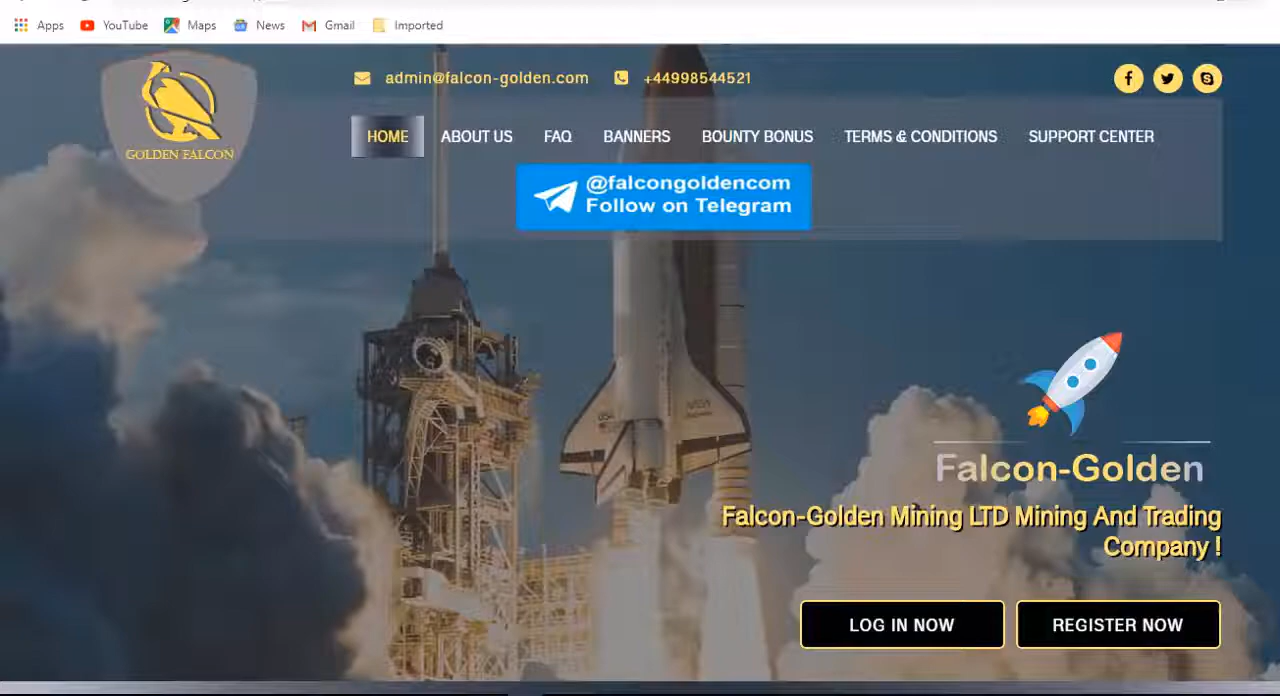 Apps YouTube Maps News Gmail Imported
admin@falcon-golden.com +44998544521
GOLDEN FALCON
HOME ABOUT US FAQ BANNERS BOUNTY BONUS TERMS & CONDITIONS SUPPORT CENTER
@falcongoldencom
Follow on Telegram
USA
Falcon-Golden
Falcon-Golden Mining LTD Mining And Trading
Company !
LOG IN NOW REGISTER NOW